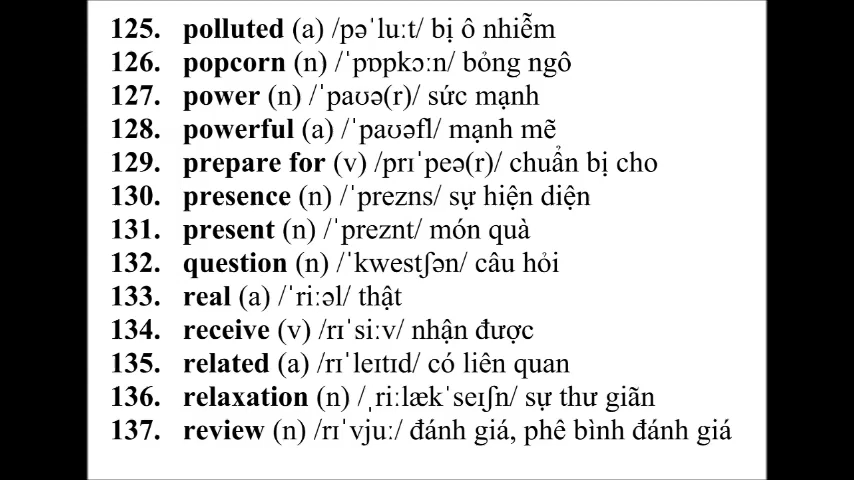 125. polluted (a) /pəˈluːt/ bị ô nhiễm
126. popcorn (n) /ˈpɒpkɔːn/ bỏng ngô
127. power (n) /ˈpaʊə(r)/ sức mạnh
128. powerful (a) /ˈpaʊəfl/ mạnh mẽ
129. prepare for (v) /prɪˈpeə(r)/ chuẩn bị cho
130. presence (n) /ˈprezns/ sự hiện diện
131. present (n) /ˈpreznt/ món quà
132. question (n) /ˈkwestʃən/ câu hỏi
133. real (a) /ˈriːəl/ thật
134. receive (v) /rɪˈsiːv/ nhận được
135. related (a) /rɪˈleɪtɪd/ có liên quan
136. relaxation (n) /ˌriːlækˈseɪʃn/ sự thư giãn
137. review (n) /rɪˈvjuː/ đánh giá, phê bình đánh giá